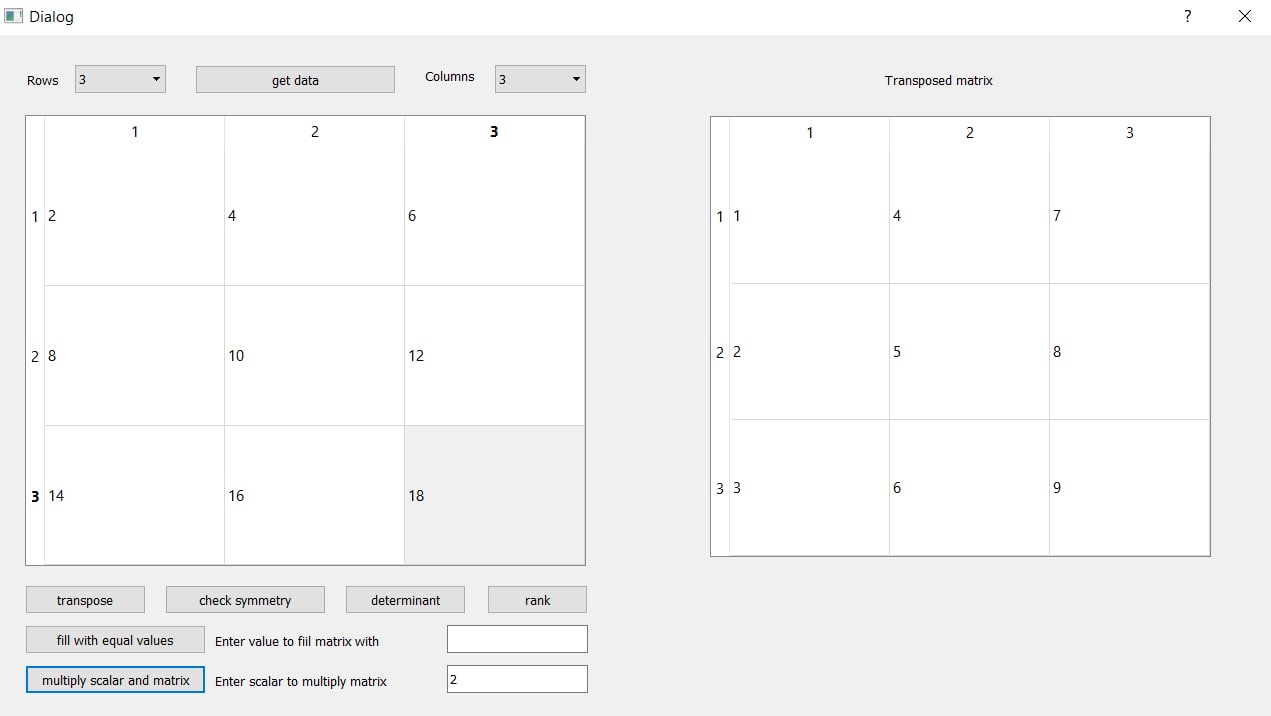 Dialog
?
Rows 3 get data Columns 3 Transposed matrix
1 2 3 1 2 3
1 2 4 6 1 1 4 7
2 8 10 12 2 2 5 8
3 14 16 18 3 3 6 9
transpose check symmetry determinant rank
fill with equal values Enter value to fiil matrix with
multiply scalar and matrix Enter scalar to multiply matrix 2